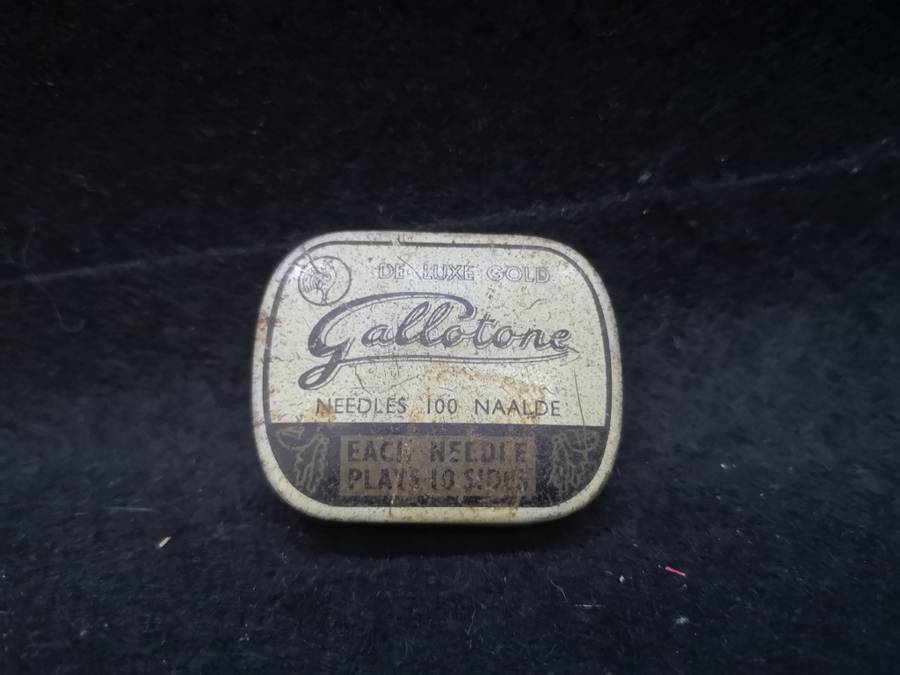 DE LUXE GOLD
Gallotone
NEEDLES 100 NAALDE
EACH NEEDLE
PLAYS 10 SIDES